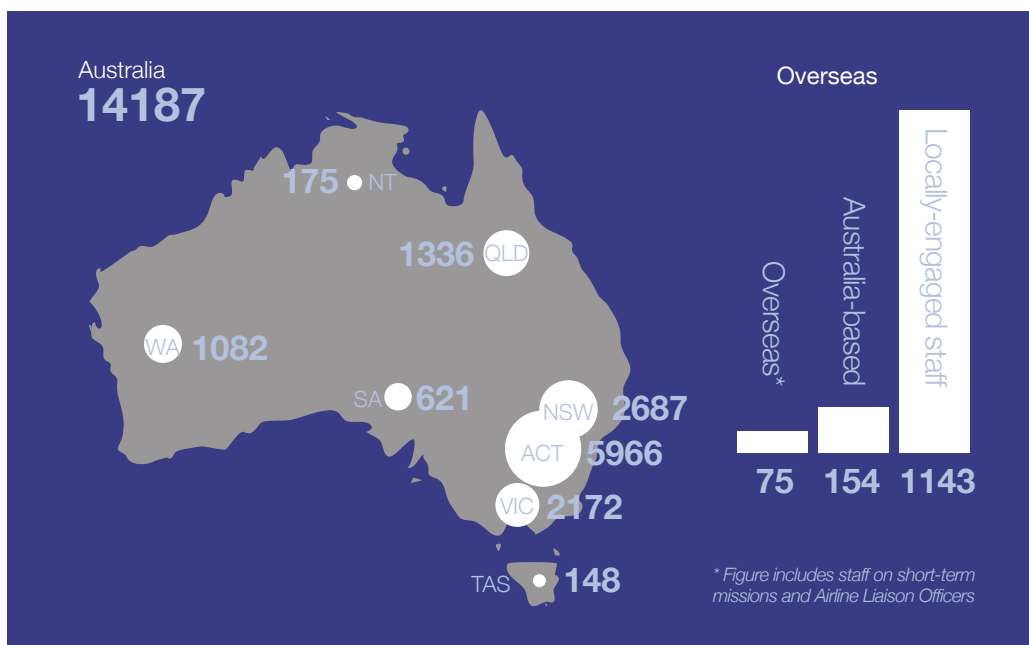 Australia
14187
Overseas
175 NT
1336 QLD
WA 1082
SA 621
NSW 2687
ACT 5966
VIC 2172
TAS 148
Overseas*
Australia-based
Locally-engaged staff
75 154 1143
* Figure includes staff on short-term
missions and Airline Liaison Officers